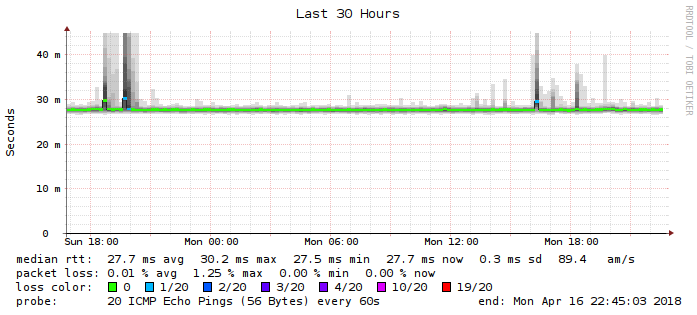 Last 30 Hours
RRDTOOL / TOBI OETIKER
Seconds
40 m
30 m
20 m
10 m
0
Sun 18:00 Mon 00:00 Mon 06:00 Mon 12:00 Mon 18:00
median rtt: 27.7 ms avg 30.2 ms max 27.5 ms min 27.7 ms now 0.3 ms sd 89.4 am/s
packet loss: 0.01 % avg 1.25 % max 0.00 % min 0.00 % now
loss color: 0 1/20 2/20 3/20 4/20 10/20 19/20
probe: 20 ICMP Echo Pings (56 Bytes) every 60s end: Mon Apr 16 22:45:03 2018